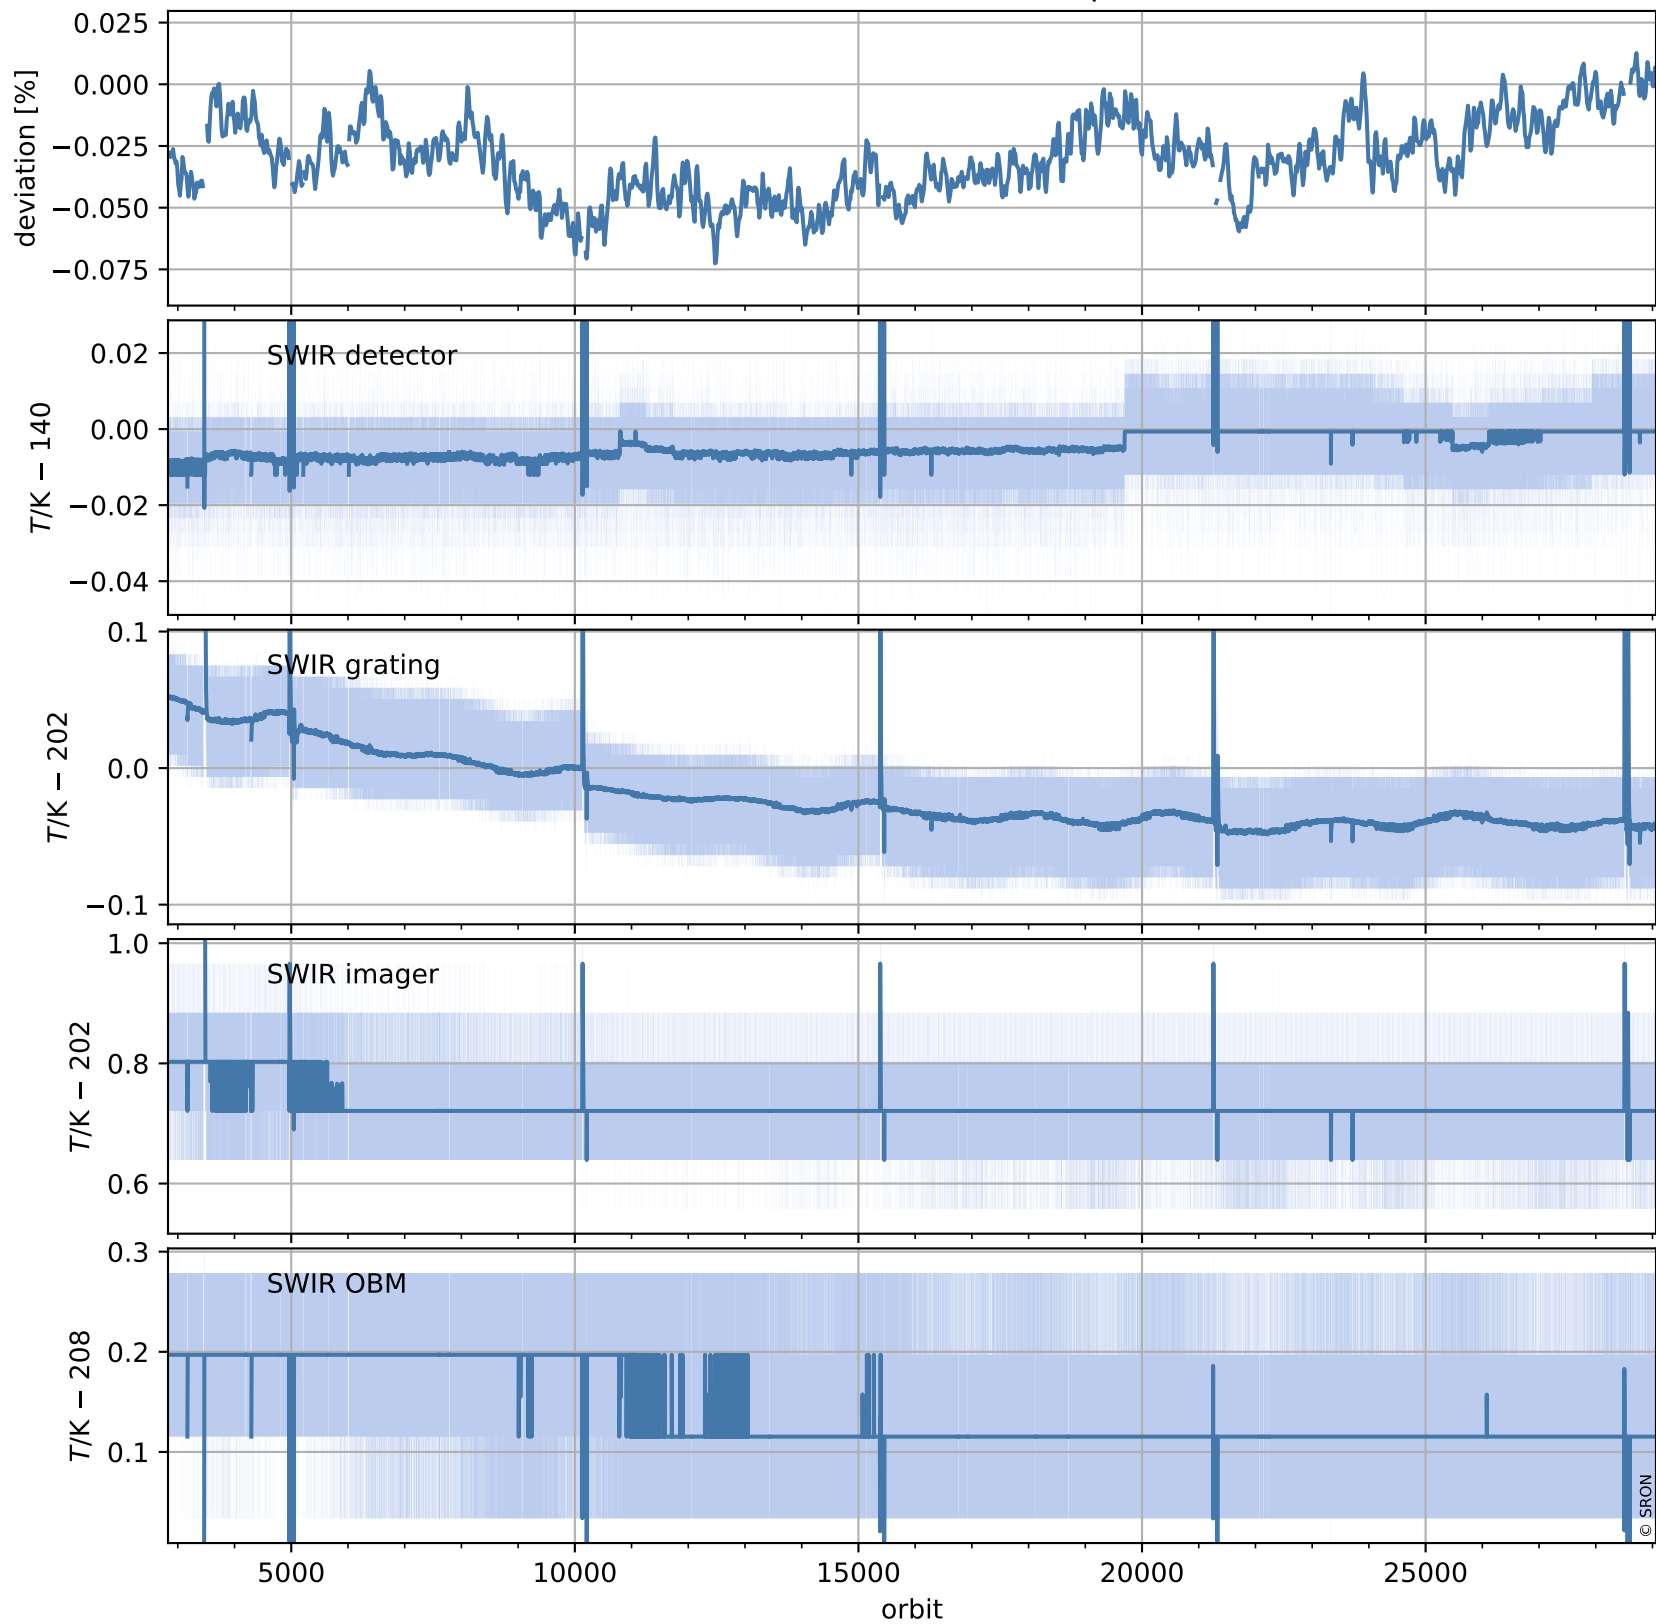 0.025
0.000
−0.025
−0.050
−0.075
deviation [%]
SWIR detector
0.02
0.00
−0.02
−0.04
T/K − 140
SWIR grating
0.1
0.0
−0.1
T/K − 202
SWIR imager
1.0
0.8
0.6
T/K − 202
SWIR OBM
0.3
0.2
0.1
T/K − 208
© SRON
5000 10000 15000 20000 25000
orbit